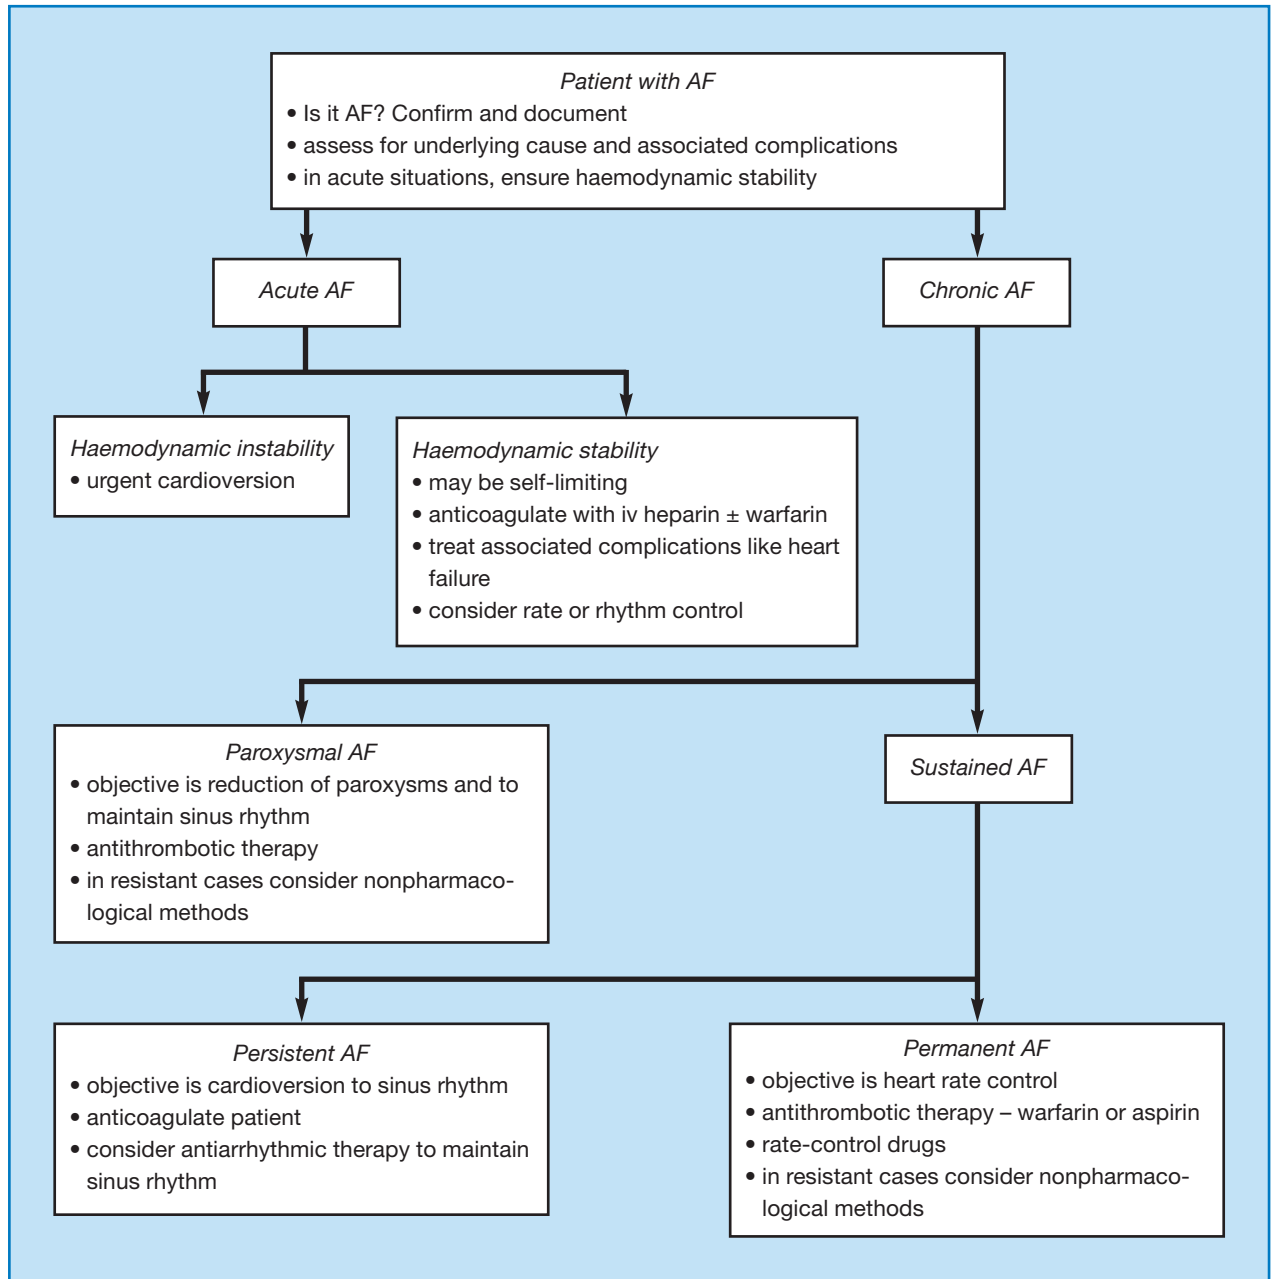 Patient with AF
• Is it AF? Confirm and document
• assess for underlying cause and associated complications
• in acute situations, ensure haemodynamic stability
Acute AF
Chronic AF
Haemodynamic instability
• urgent cardioversion
Haemodynamic stability
• may be self-limiting
• anticoagulate with iv heparin ± warfarin
• treat associated complications like heart
failure
• consider rate or rhythm control
Paroxysmal AF
• objective is reduction of paroxysms and to
maintain sinus rhythm
• antithrombotic therapy
• in resistant cases consider nonpharmaco-
logical methods
Sustained AF
Persistent AF
• objective is cardioversion to sinus rhythm
• anticoagulate patient
• consider antiarrhythmic therapy to maintain
sinus rhythm
Permanent AF
• objective is heart rate control
• antithrombotic therapy – warfarin or aspirin
• rate-control drugs
• in resistant cases consider nonpharmaco-
logical methods